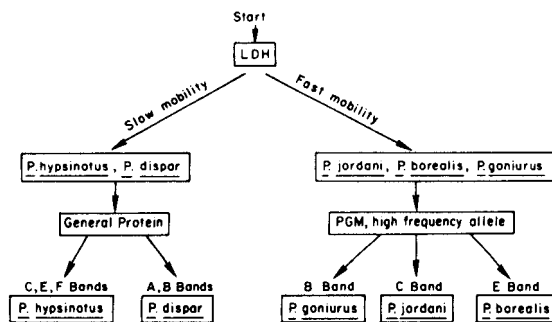 Start
LDH
Slow mobility
Fast mobility
P. hypsinotus, P. dispar
P. jordani, P. borealis, P. goniurus
General Protein
PGM, high frequency allele
C,E,F Bands
A,B Bands
B Band
C Band
E Band
P. hypsinotus
P. dispar
P. goniurus
P. jordani
P. borealis